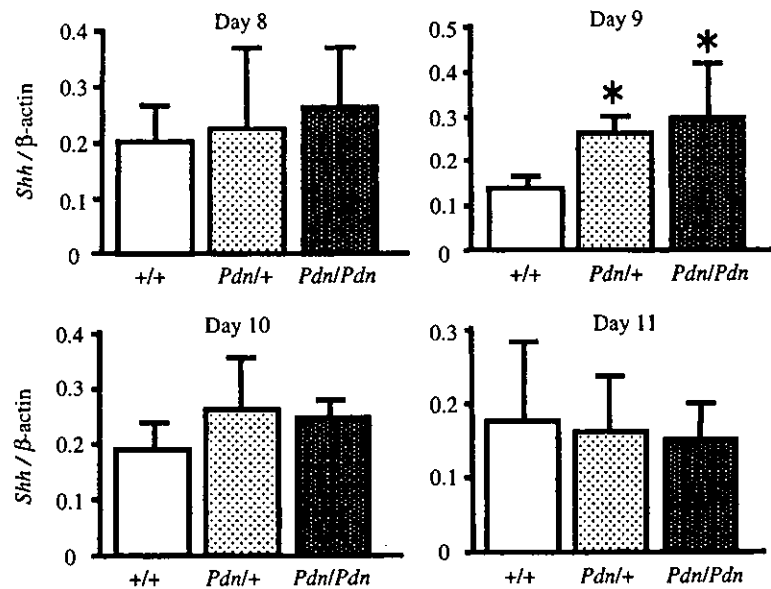 Day 8
0.4
0.3
0.2
0.1
0
Shh / β-actin
+/+ Pdn/+ Pdn/Pdn
Day 9
0.5
0.4
0.3
0.2
0.1
0
*
*
+/+ Pdn/+ Pdn/Pdn
Day 10
0.4
0.3
0.2
0.1
0
Shh / β-actin
+/+ Pdn/+ Pdn/Pdn
Day 11
0.3
0.2
0.1
0
+/+ Pdn/+ Pdn/Pdn